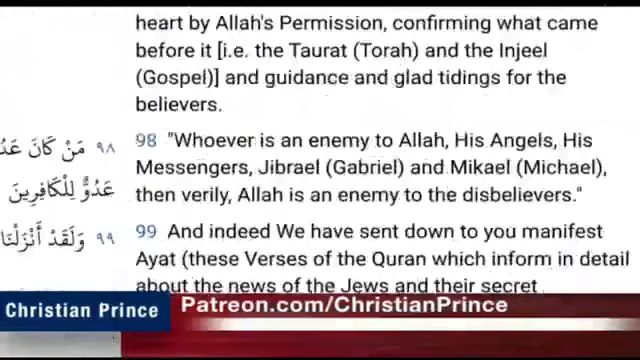 heart by Allah's Permission, confirming what came
before it [i.e. the Taurat (Torah) and the Injeel
(Gospel)] and guidance and glad tidings for the
believers.
٩٨ مَنْ كَانَ عَدُ
98 "Whoever is an enemy to Allah, His Angels, His
Messengers, Jibrael (Gabriel) and Mikael (Michael),
عَدُوٌّ لِلْكَافِرِينَ
then verily, Allah is an enemy to the disbelievers."
٩٩ وَلَقَدْ أَنْزَلْنَا
99 And indeed We have sent down to you manifest
Ayat (these Verses of the Quran which inform in detail
about the news of the Jews and their secret
Christian Prince
Patreon.com/ChristianPrince